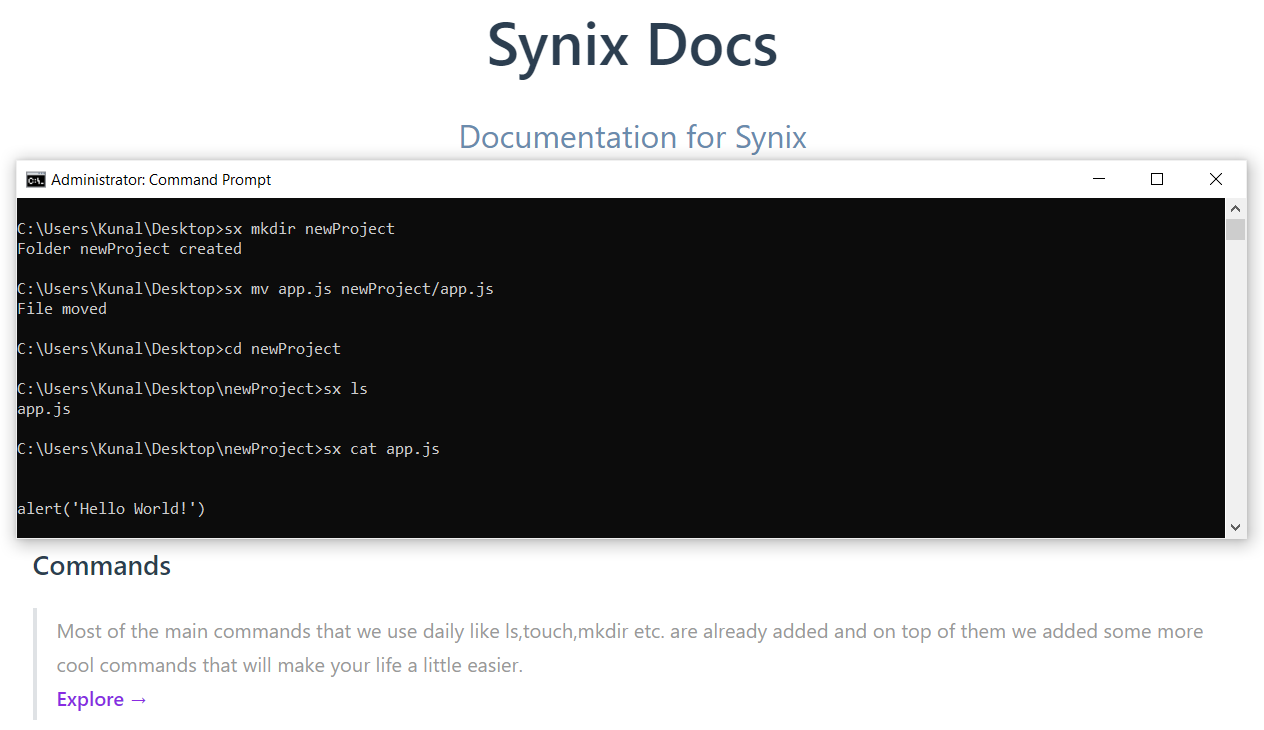 Synix Docs
Documentation for Synix
Administrator: Command Prompt
C:\Users\Kunal\Desktop>sx mkdir newProject
Folder newProject created
C:\Users\Kunal\Desktop>sx mv app.js newProject/app.js
File moved
C:\Users\Kunal\Desktop>cd newProject
C:\Users\Kunal\Desktop\newProject>sx ls
app.js
C:\Users\Kunal\Desktop\newProject>sx cat app.js
alert('Hello World!')
Commands
Most of the main commands that we use daily like ls,touch,mkdir etc. are already added and on top of them we added some more
cool commands that will make your life a little easier.
Explore →